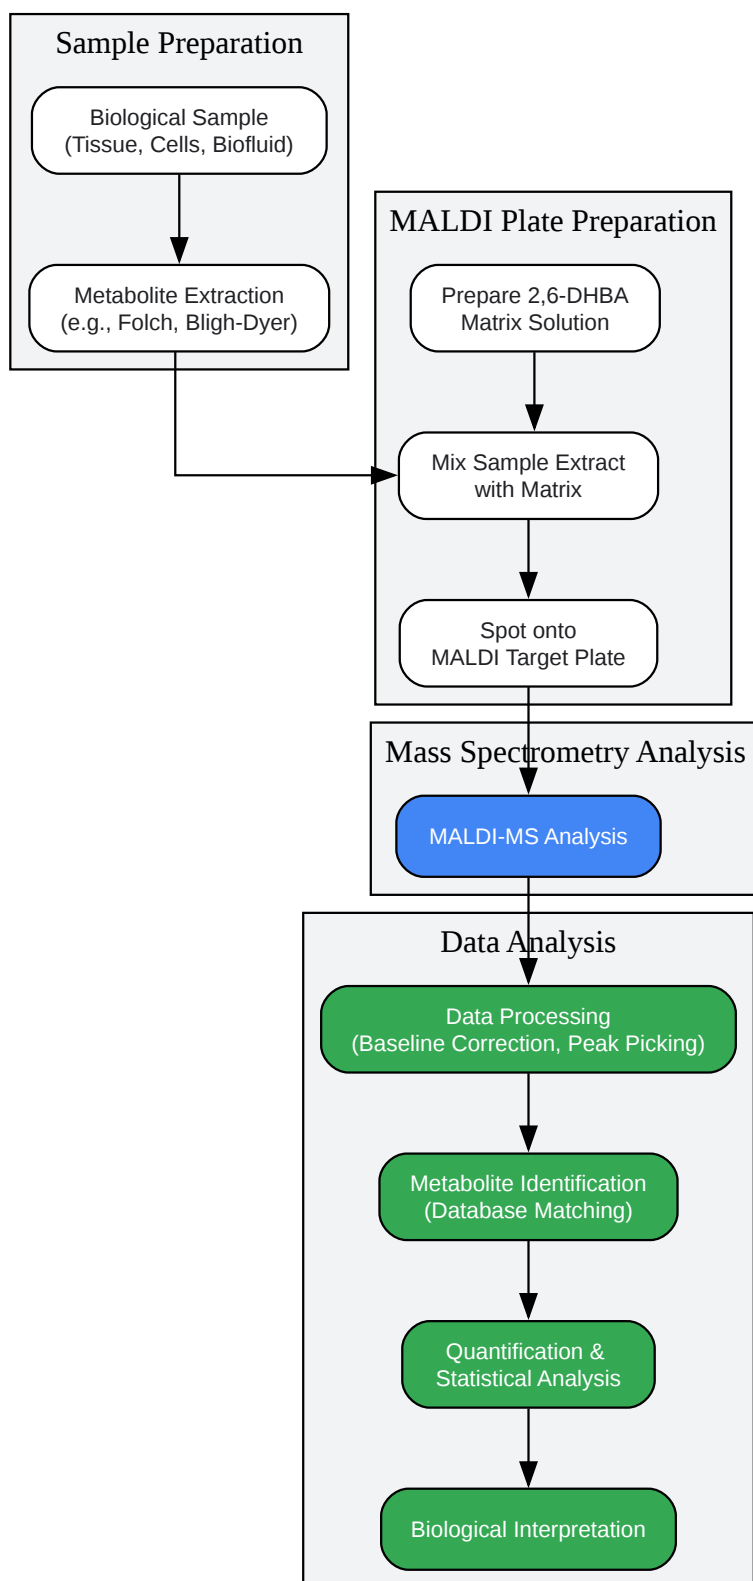 Sample Preparation
Biological Sample
(Tissue, Cells, Biofluid)
Metabolite Extraction
(e.g., Folch, Bligh-Dyer)
MALDI Plate Preparation
Prepare 2,6-DHBA
Matrix Solution
Mix Sample Extract
with Matrix
Spot onto
MALDI Target Plate
Mass Spectrometry Analysis
MALDI-MS Analysis
Data Analysis
Data Processing
(Baseline Correction, Peak Picking)
Metabolite Identification
(Database Matching)
Quantification &
Statistical Analysis
Biological Interpretation